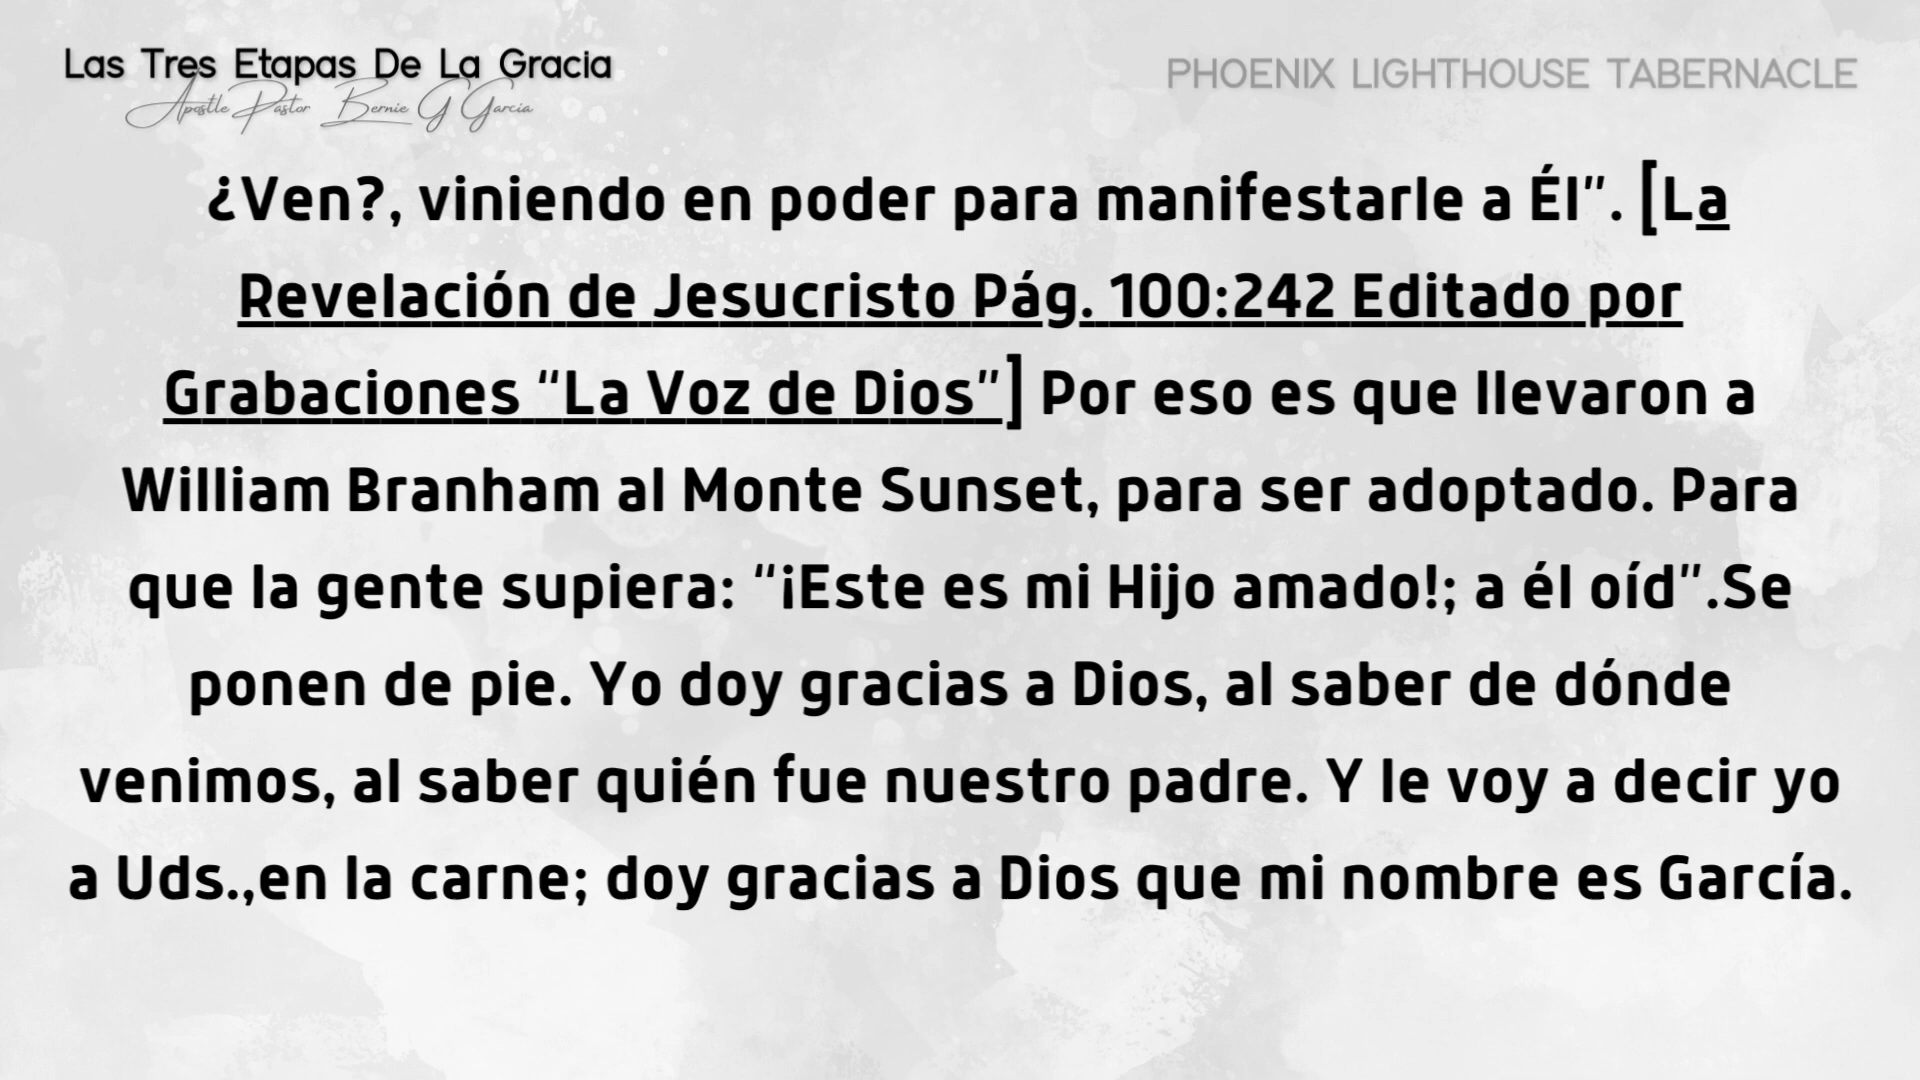 Las Tres Etapas De La Gracia
Apostle Pastor Bernie G Garcia
PHOENIX LIGHTHOUSE TABERNACLE
¿Ven?, viniendo en poder para manifestarle a Él”. [La
Revelación de Jesucristo Pág. 100:242 Editado por
Grabaciones “La Voz de Dios”] Por eso es que llevaron a
William Branham al Monte Sunset, para ser adoptado. Para
que la gente supiera: “¡Este es mi Hijo amado!; a él oíd”.Se
ponen de pie. Yo doy gracias a Dios, al saber de dónde
venimos, al saber quién fue nuestro padre. Y le voy a decir yo
a Uds.,en la carne; doy gracias a Dios que mi nombre es García.